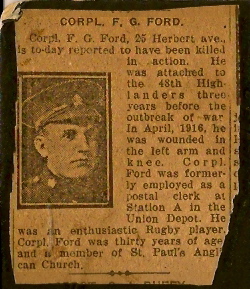 CORPL. F. G. FORD.
Corpl. F. G. Ford, 25 Herbert ave.,
is to-day reported to have been killed
in action. He
was attached to
the 48th High-
landers three
years before the
outbreak of war
In April, 1916, he
was wounded in
the left arm and
knee. Corpl.
Ford was former-
ly employed as a
postal clerk at
Station A in the
Union Depot. He
was an enthusiastic Rugby player.
Corpl. Ford was thirty years of age
and a member of St. Paul's Angli-
can Church.